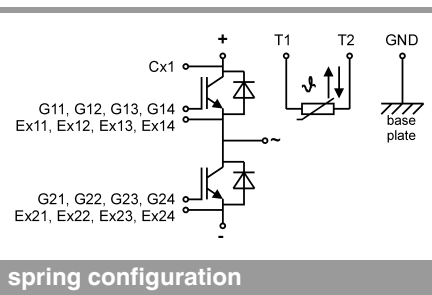 + T1 T2 GND
Cx1
ϑ
G11, G12, G13, G14
Ex11, Ex12, Ex13, Ex14
base
plate
~
G21, G22, G23, G24
Ex21, Ex22, Ex23, Ex24
-
spring configuration